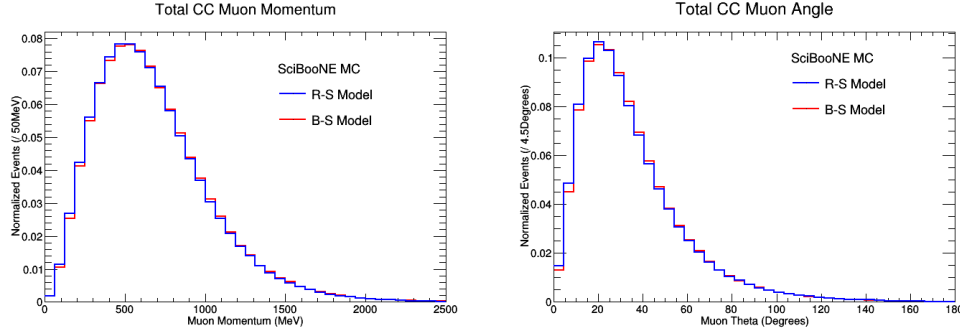 Total CC Muon Momentum
Normalized Events (/ 50MeV)
0.08
0.07
0.06
0.05
0.04
0.03
0.02
0.01
0
SciBooNE MC
R-S Model
B-S Model
0 500 1000 1500 2000 2500
Muon Momentum (MeV)
Total CC Muon Angle
Normalized Events (/ 4.5Degrees)
0.1
0.08
0.06
0.04
0.02
0
SciBooNE MC
R-S Model
B-S Model
0 20 40 60 80 100 120 140 160 180
Muon Theta (Degrees)